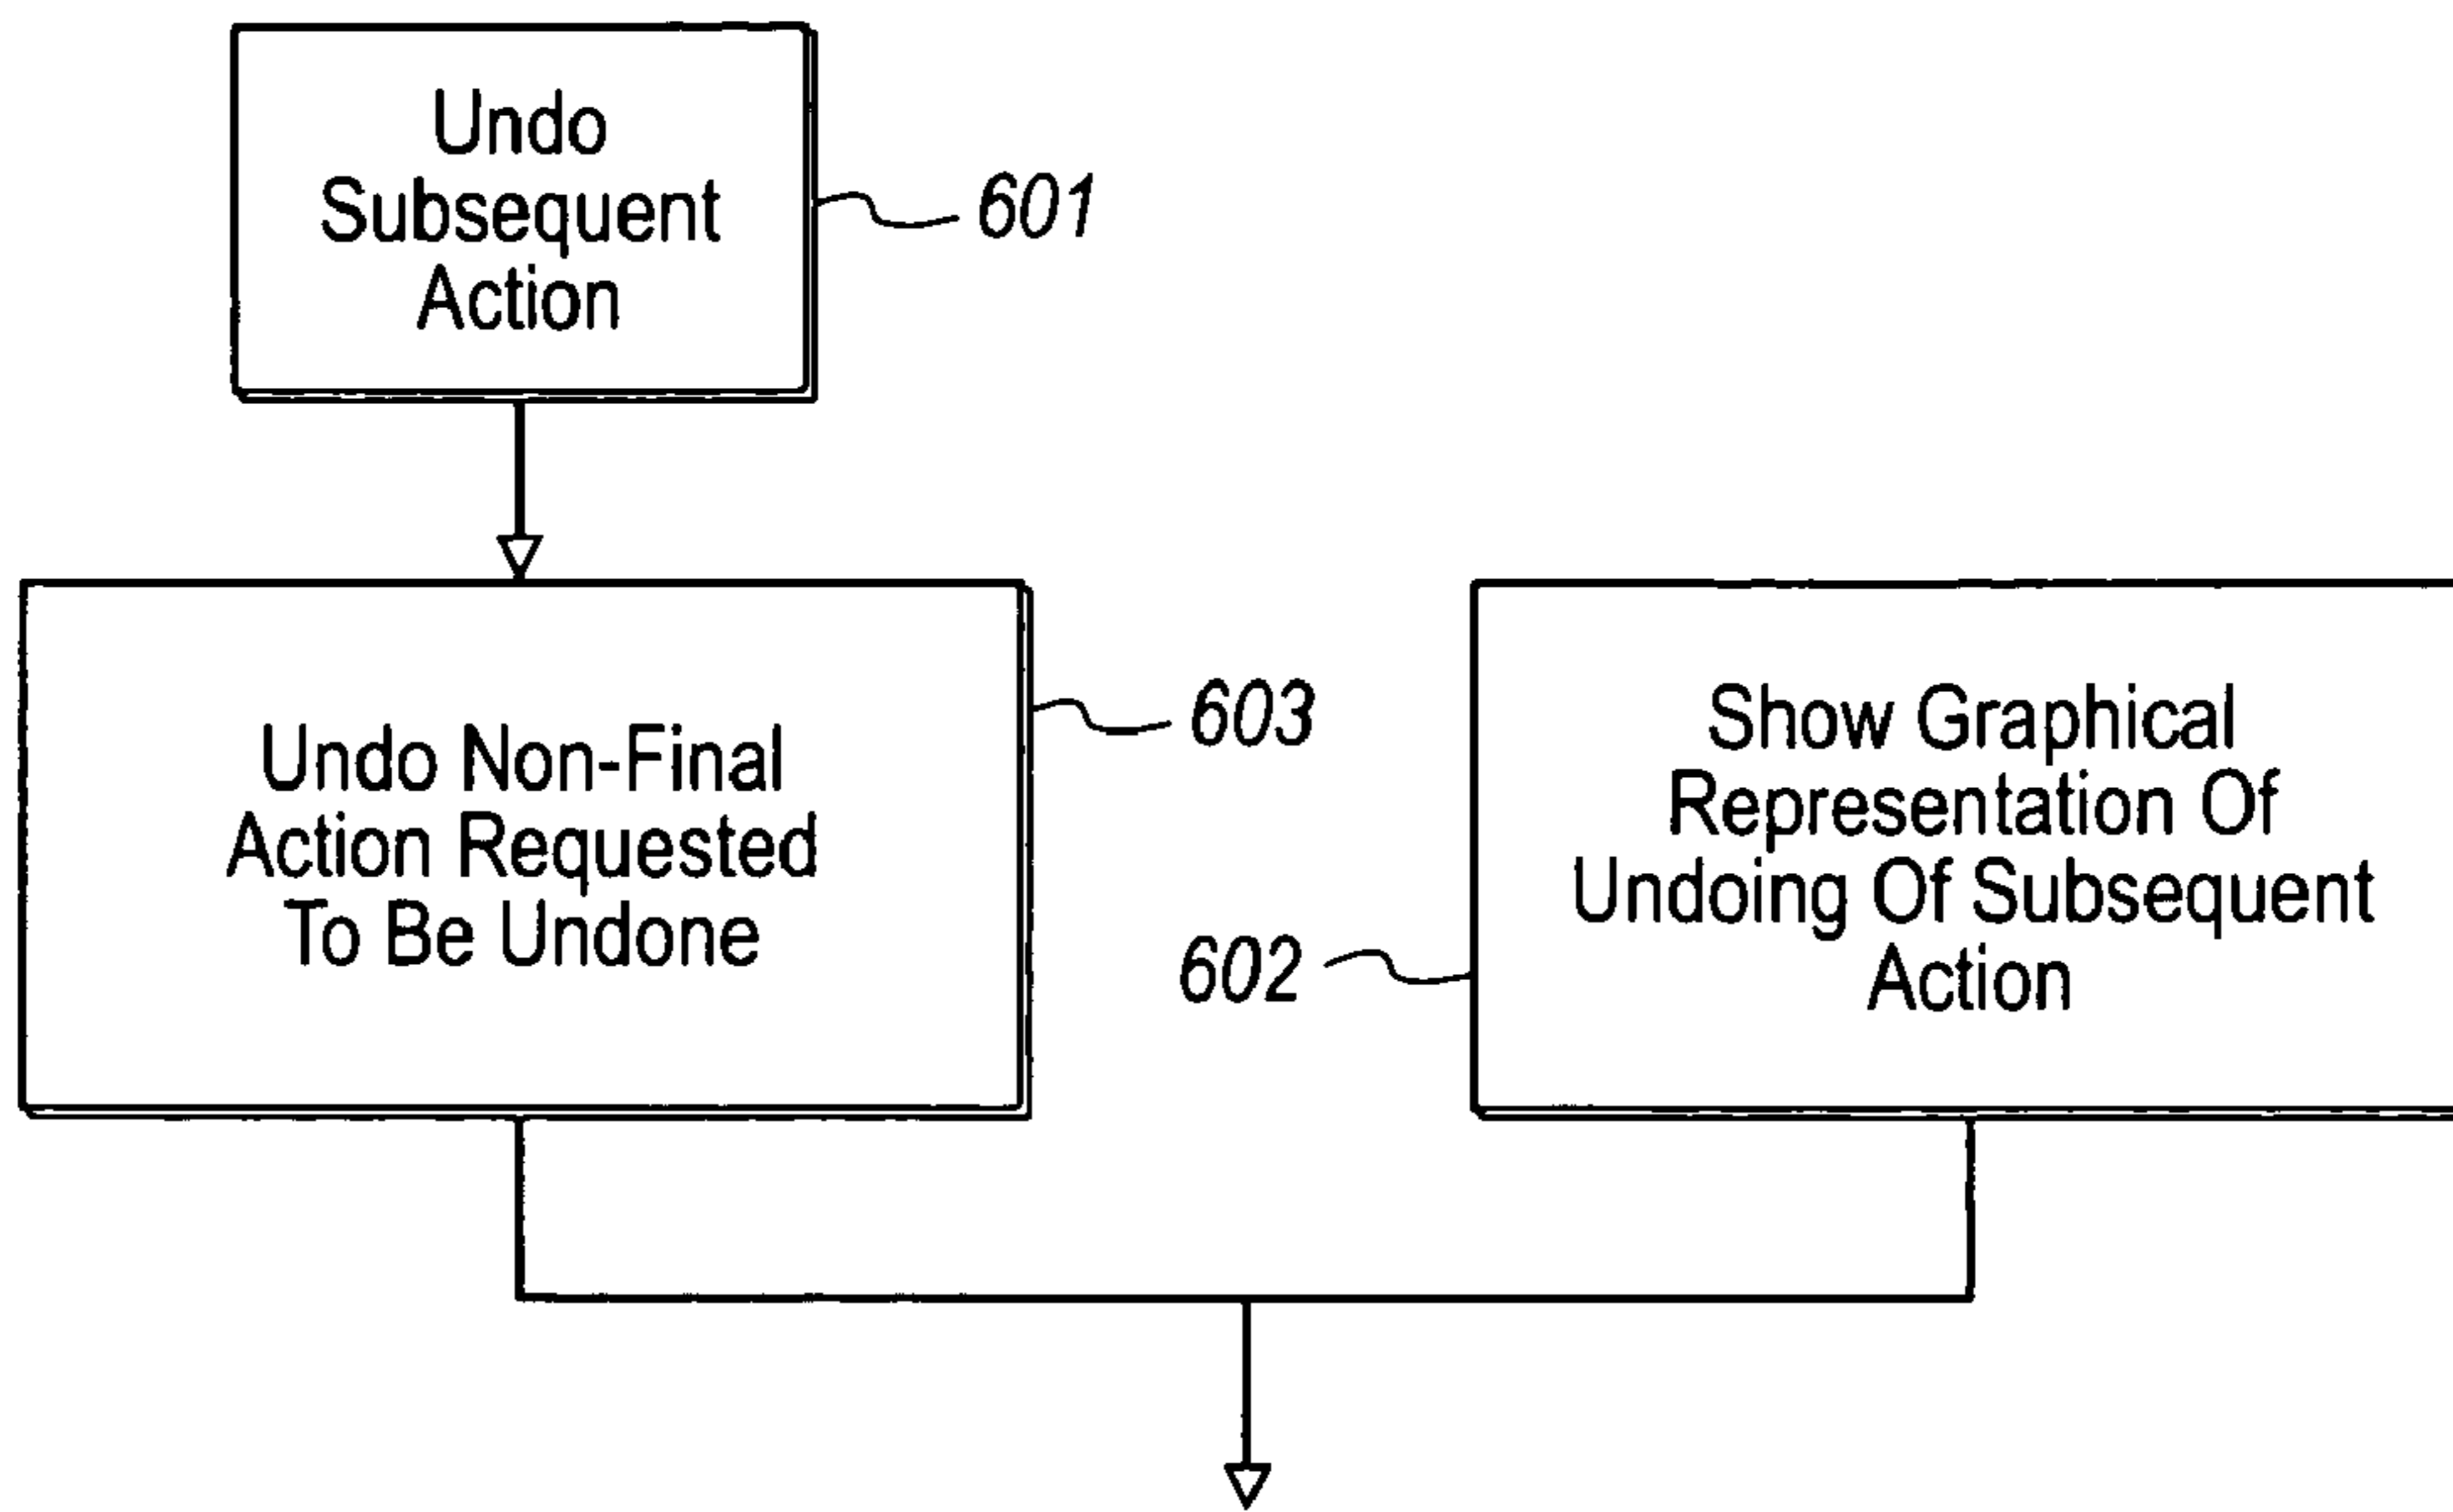 Undo
Subsequent
Action
601
Undo Non-Final
Action Requested
To Be Undone
603
Show Graphical
Representation Of
Undoing Of Subsequent
Action
602